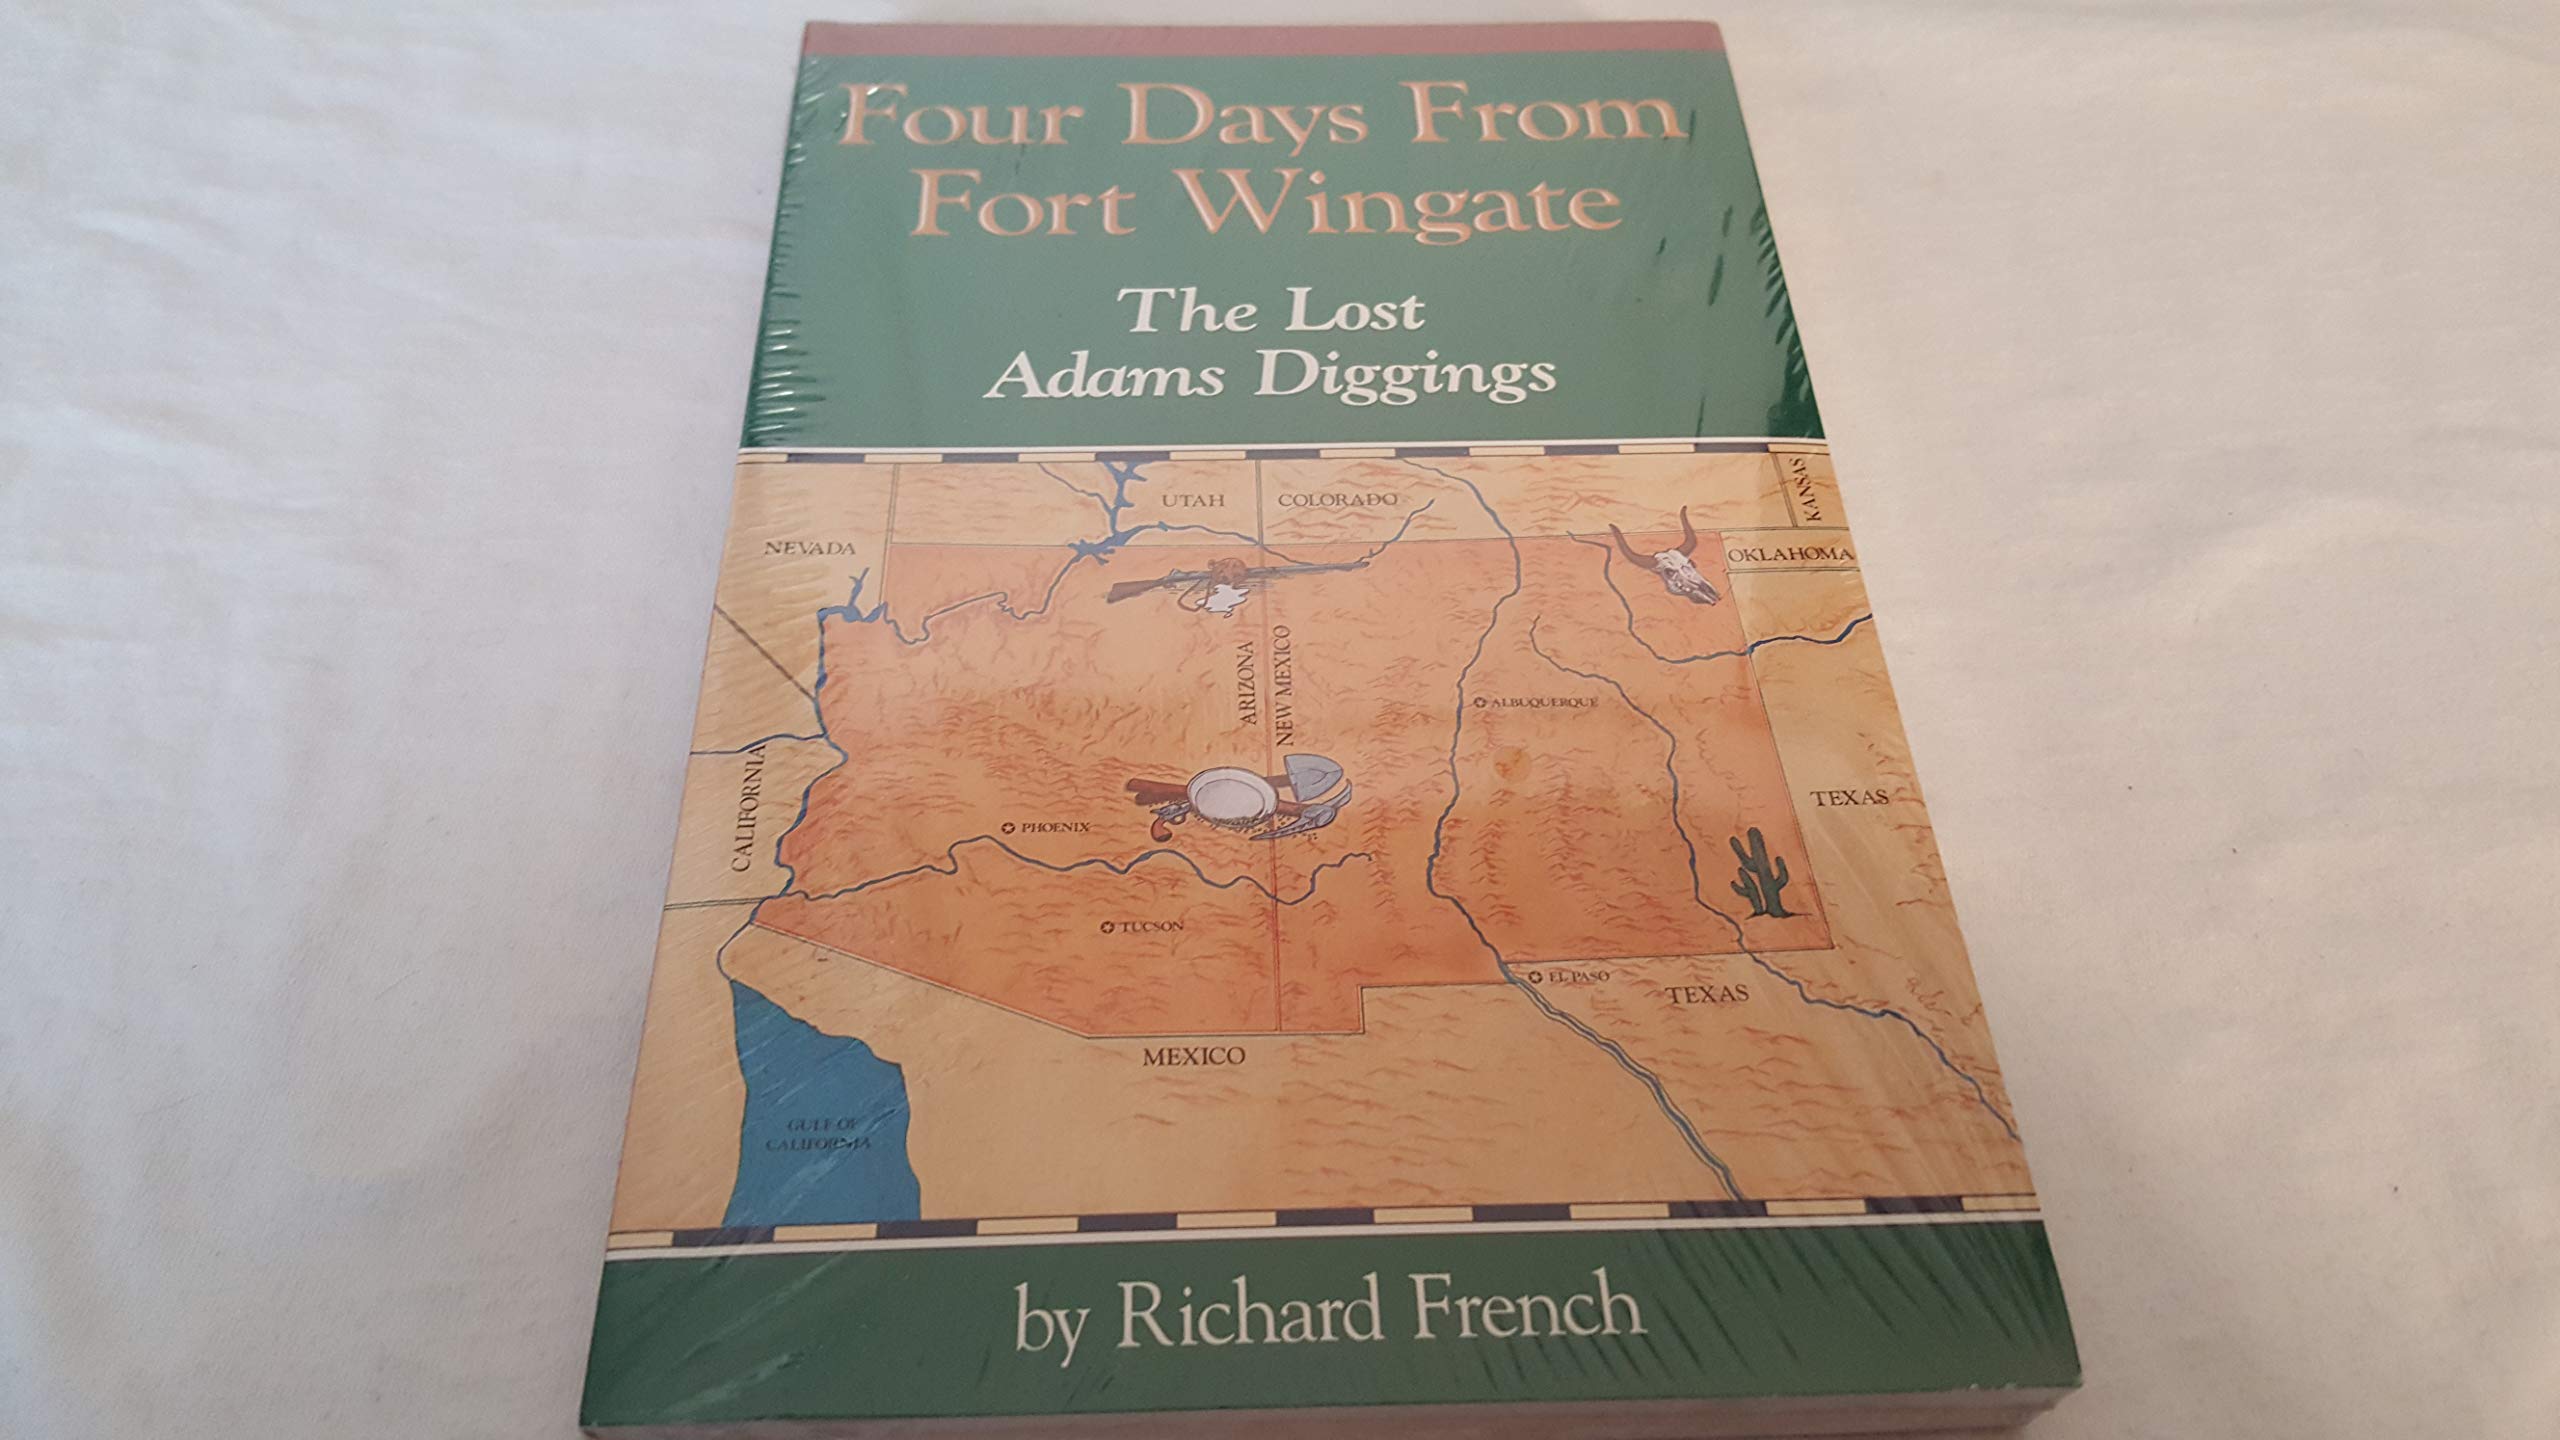 Four Days From
Fort Wingate
The Lost
Adams Diggings
UTAH
COLORADO
KANSAS
NEVADA
OKLAHOMA
ARIZONA
NEW MEXICO
ALBUQUERQUE
CALIFORNIA
TEXAS
PHOENIX
TUCSON
EL PASO
TEXAS
MEXICO
GULF OF
CALIFORNIA
by Richard French